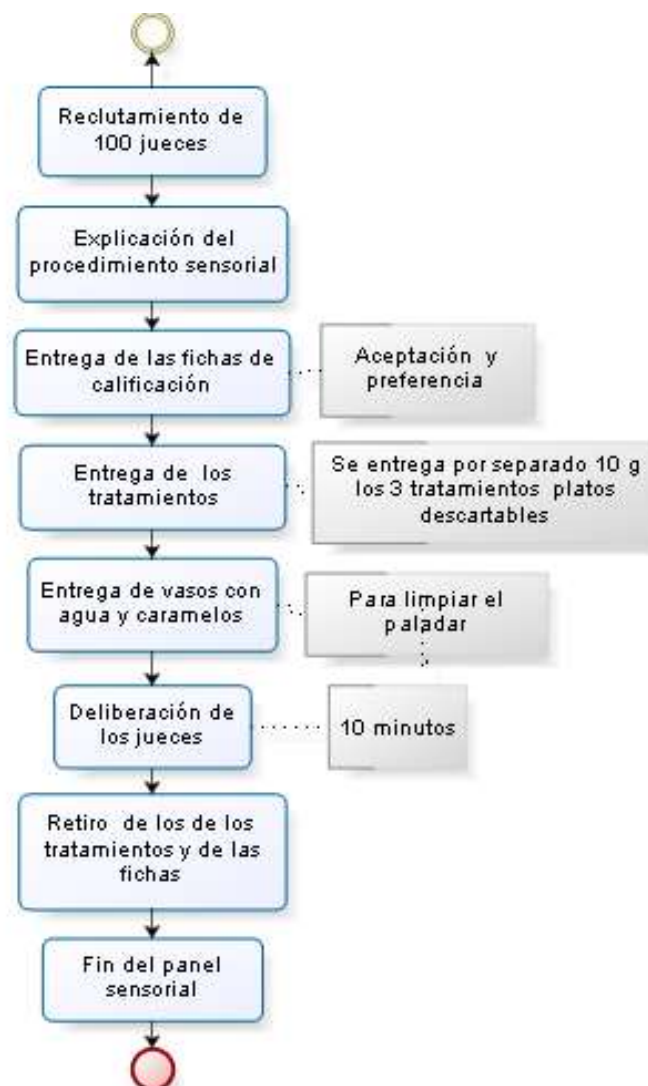 Reclutamiento de
100 jueces
Explicación del
procedimiento sensorial
Entrega de las fichas de
calificación
Aceptación y
preferencia
Entrega de los
tratamientos
Se entrega por separado 10 g
los 3 tratamientos platos
descartables
Entrega de vasos con
agua y caramelos
Para limpiar el
paladar
Deliberación de
los jueces
10 minutos
Retiro de los de los
tratamientos y de las
fichas
Fin del panel
sensorial